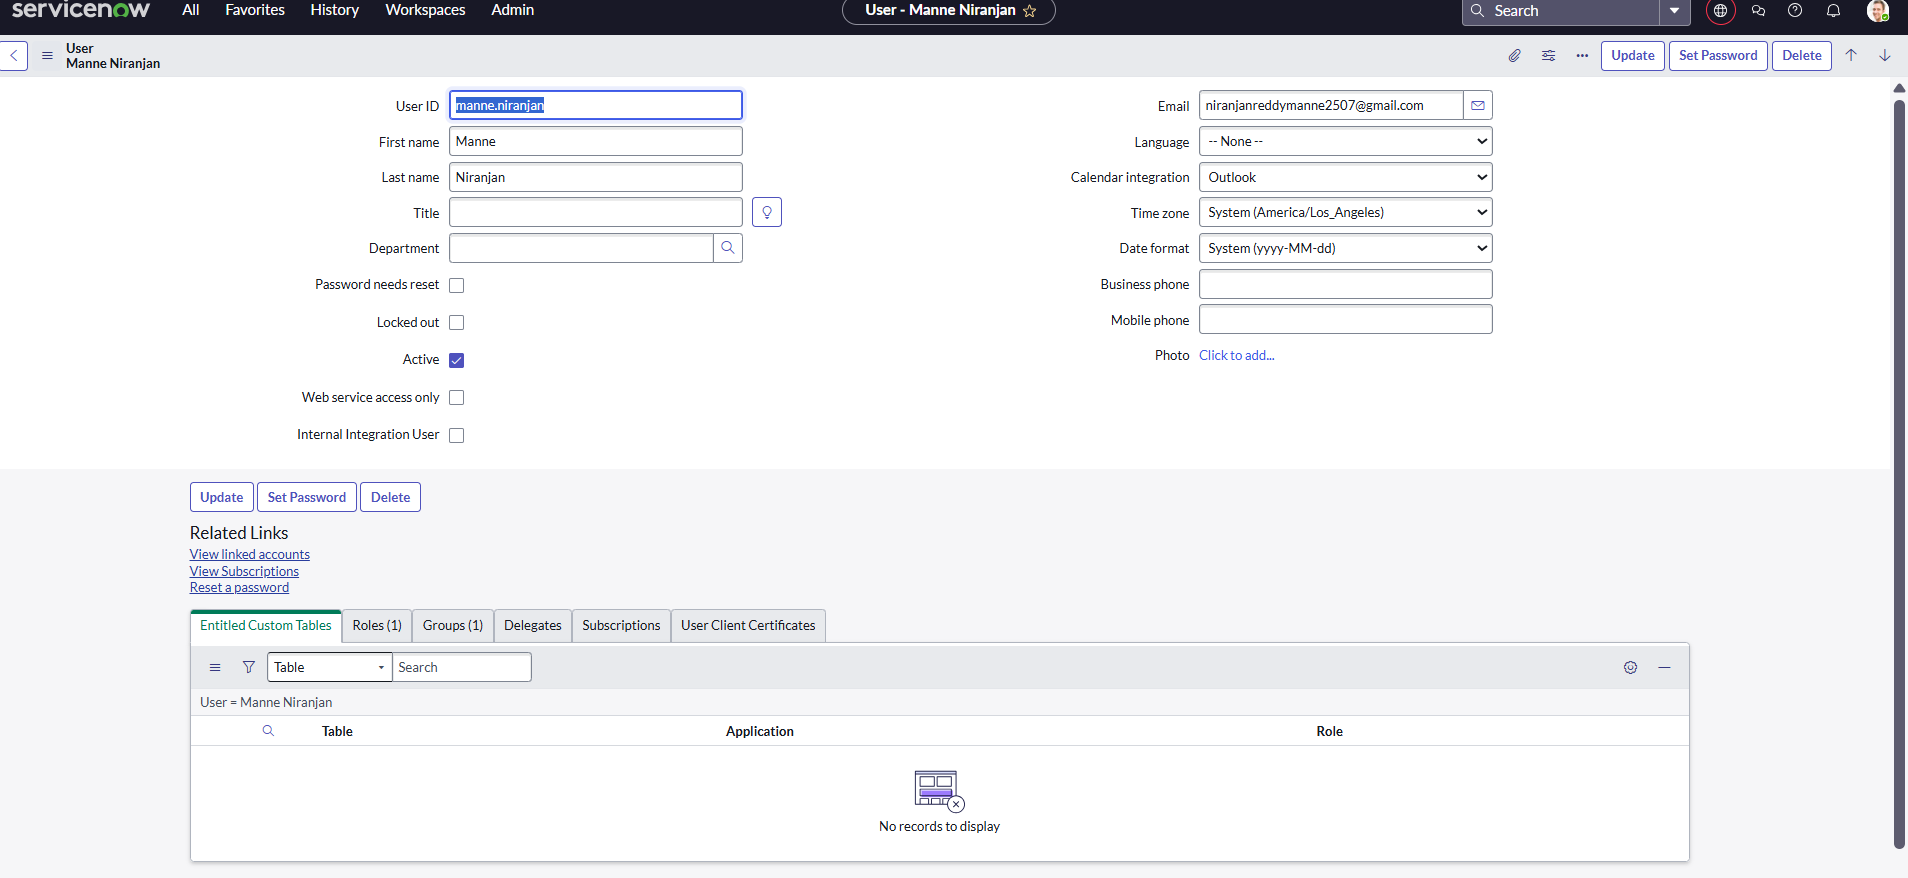 servicenow All Favorites History Workspaces Admin User - Manne Niranjan Search
User
Manne Niranjan
Update Set Password Delete
User ID manne.niranjan
First name Manne
Last name Niranjan
Title
Department
Password needs reset
Locked out
Active
Web service access only
Internal Integration User
Email niranjanreddymanne2507@gmail.com
Language -- None --
Calendar integration Outlook
Time zone System (America/Los_Angeles)
Date format System (yyyy-MM-dd)
Business phone
Mobile phone
Photo Click to add...
Update Set Password Delete
Related Links
View linked accounts
View Subscriptions
Reset a password
Entitled Custom Tables Roles (1) Groups (1) Delegates Subscriptions User Client Certificates
Table Search
User = Manne Niranjan
Table Application Role
No records to display